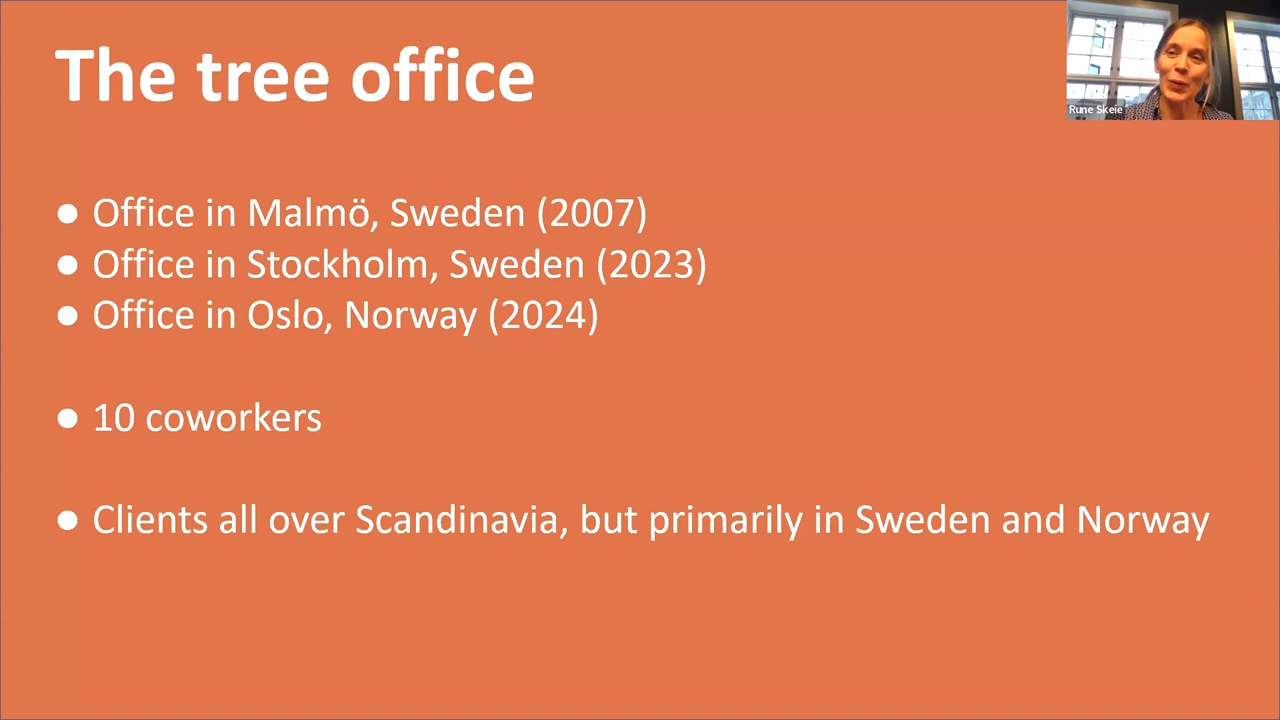 The tree office
Rune Skeie
● Office in Malmö, Sweden (2007)
● Office in Stockholm, Sweden (2023)
● Office in Oslo, Norway (2024)
● 10 coworkers
● Clients all over Scandinavia, but primarily in Sweden and Norway